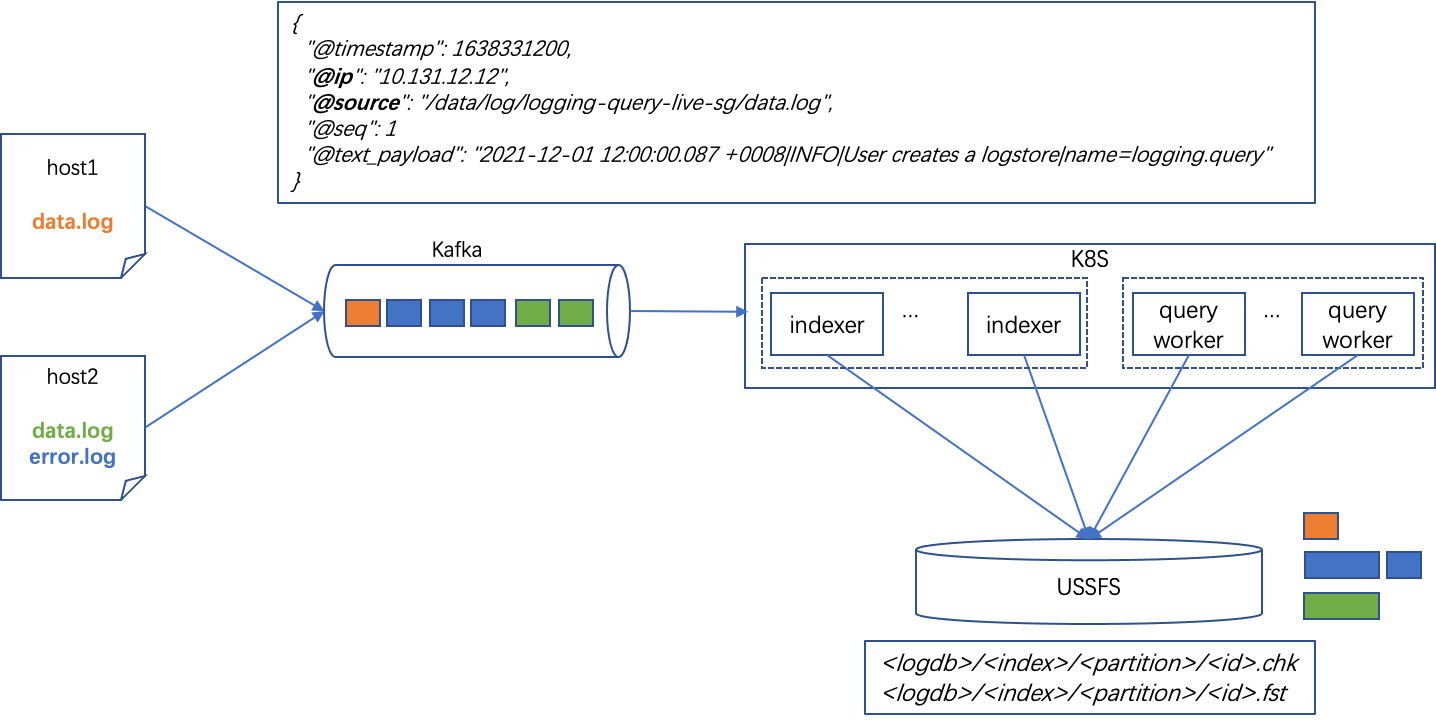 {
"@timestamp": 1638331200,
"@ip": "10.131.12.12",
"@source": "/data/log/logging-query-live-sg/data.log",
"@seq": 1
"@text_payload": "2021-12-01 12:00:00.087 +0008|INFO|User creates a logstore|name=logging.query"
}
host1
data.log
host2
data.log
error.log
Kafka
K8S
indexer
...
indexer
query
worker
...
query
worker
USSFS
<logdb>/<index>/<partition>/<id>.chk
<logdb>/<index>/<partition>/<id>.fst